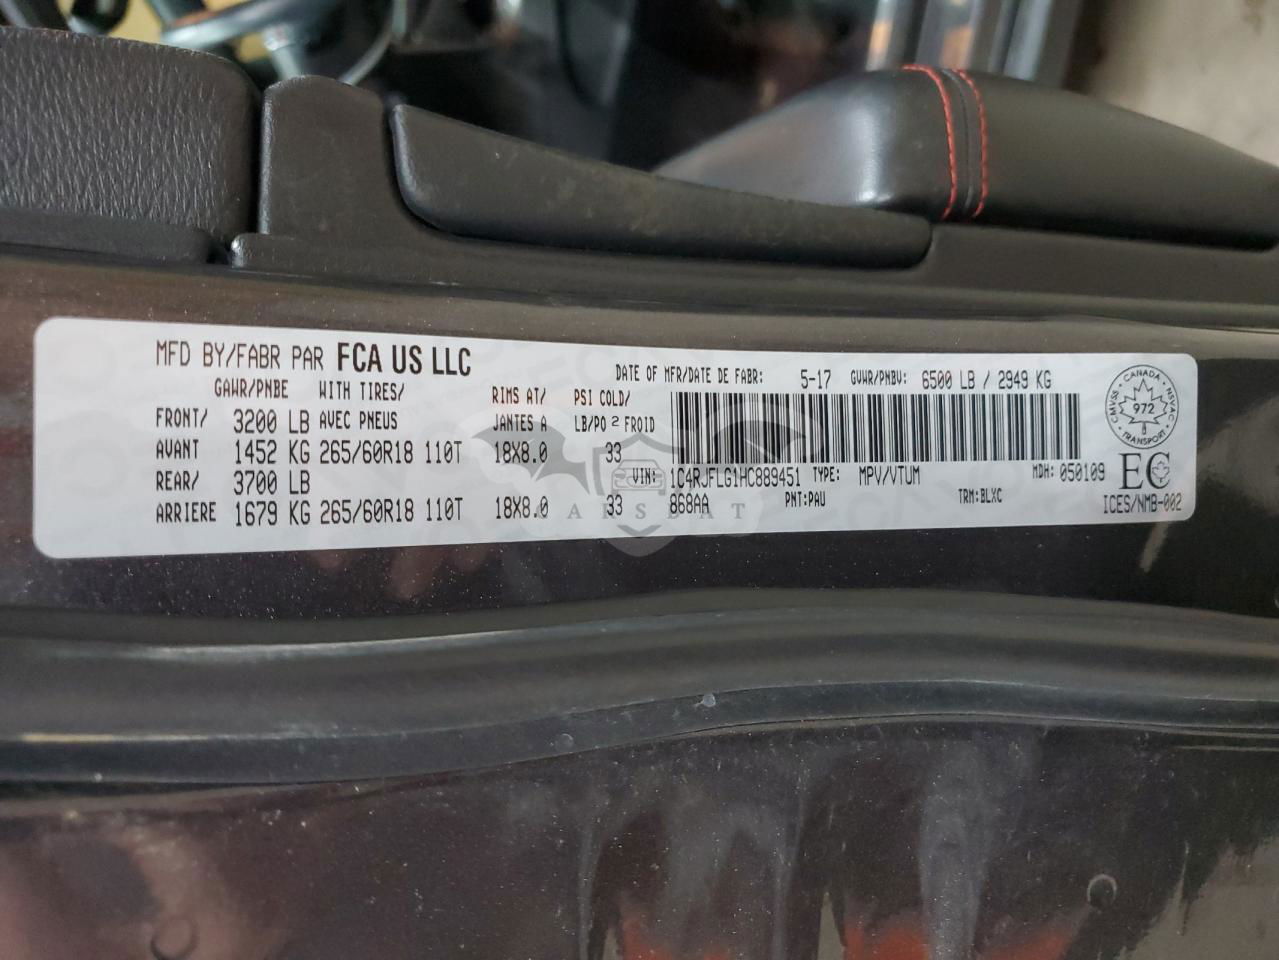 MFD BY/FABR PAR FCA US LLC
DATE OF MFR/DATE DE FABR: 5-17 GVWR/PNBV: 6500 LB / 2949 KG
GAWR/PNBE WITH TIRES/ RIMS AT/ PSI COLD/
FRONT/ 3200 LB AVEC PNEUS JANTES A LB/PO2 FROID
AVANT 1452 KG 265/60R18 110T 18X8.0 33
REAR/ 3700 LB
ARRIERE 1679 KG 265/60R18 110T 18X8.0 33
VIN: 1C4RJFLG1HC889451 TYPE: MPV/VTUM MDH: 050109
868AA PNT:PAU TRM:BLXC
CANADA
CMVSS 972 NSVAC
TRANSPORT
EC
ICES/NMB-002
CARSBAT